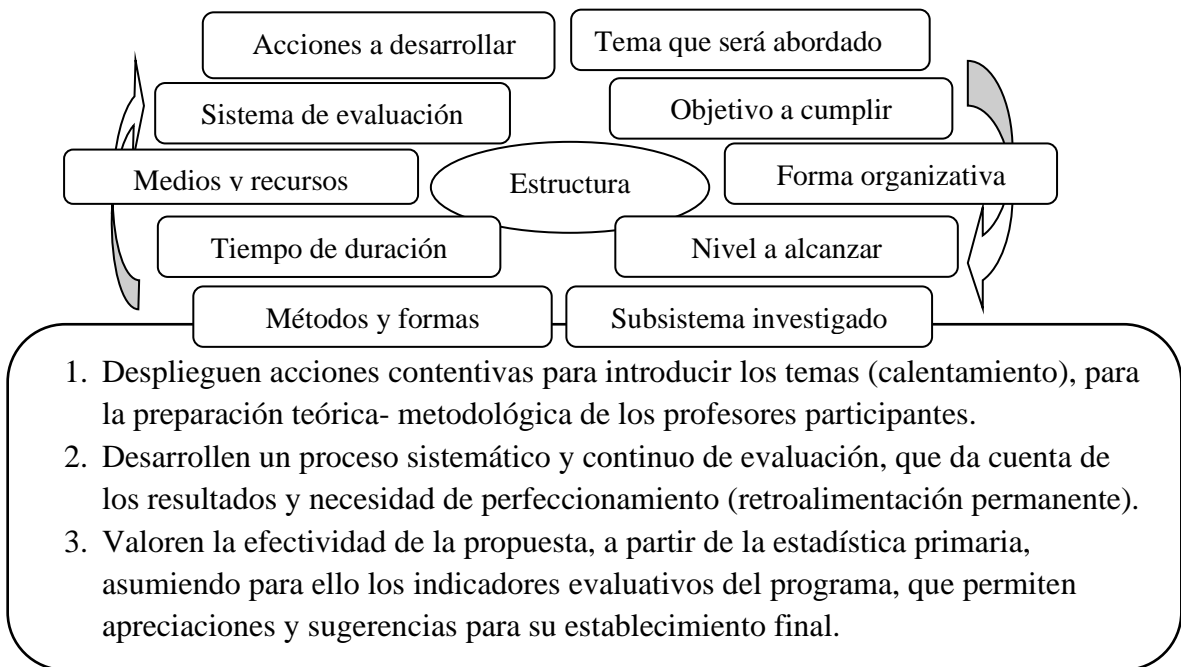 Acciones a desarrollar
Tema que será abordado
Sistema de evaluación
Objetivo a cumplir
Medios y recursos
Estructura
Forma organizativa
Tiempo de duración
Nivel a alcanzar
Métodos y formas
Subsistema investigado
1. Desplieguen acciones contentivas para introducir los temas (calentamiento), para
la preparación teórica- metodológica de los profesores participantes.
2. Desarrollen un proceso sistemático y continuo de evaluación, que da cuenta de
los resultados y necesidad de perfeccionamiento (retroalimentación permanente).
3. Valoren la efectividad de la propuesta, a partir de la estadística primaria,
asumiendo para ello los indicadores evaluativos del programa, que permiten
apreciaciones y sugerencias para su establecimiento final.